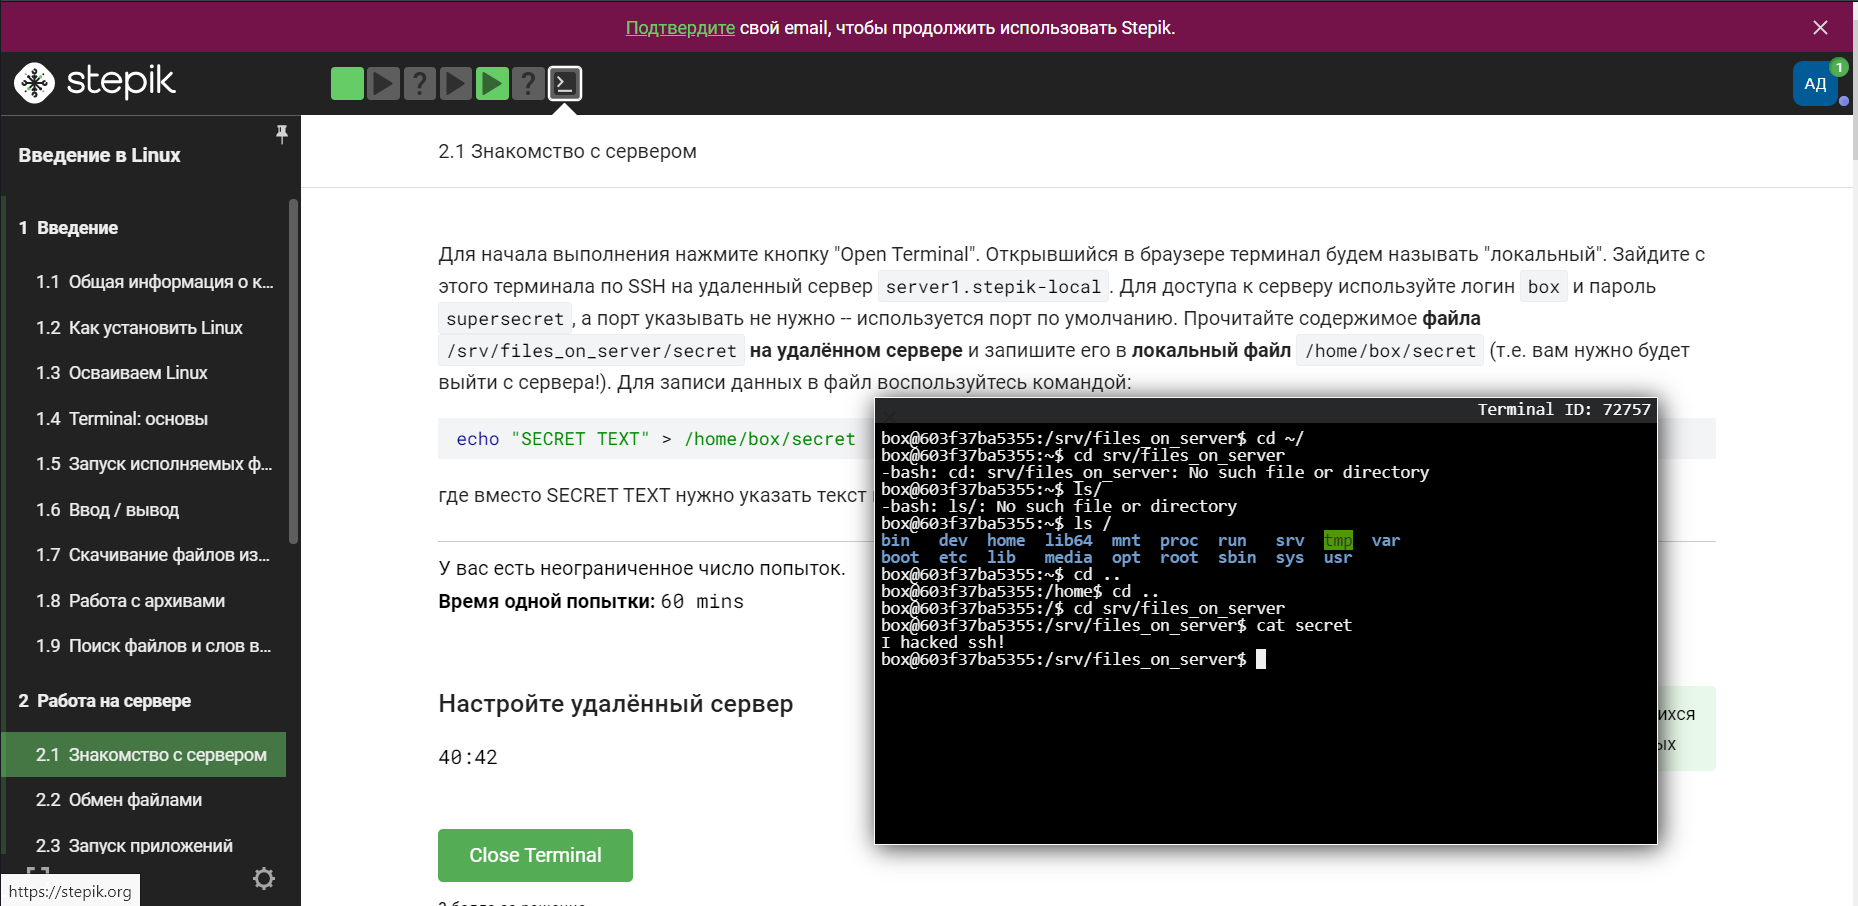 Подтвердите свой email, чтобы продолжить использовать Stepik.
stepik
АД
1
Введение в Linux
1 Введение
1.1 Общая информация о к...
1.2 Как установить Linux
1.3 Осваиваем Linux
1.4 Terminal: основы
1.5 Запуск исполняемых ф...
1.6 Ввод / вывод
1.7 Скачивание файлов из...
1.8 Работа с архивами
1.9 Поиск файлов и слов в...
2 Работа на сервере
2.1 Знакомство с сервером
2.2 Обмен файлами
2.3 Запуск приложений
https://stepik.org
2.1 Знакомство с сервером
Для начала выполнения нажмите кнопку "Open Terminal". Открывшийся в браузере терминал будем называть "локальный". Зайдите с
этого терминала по SSH на удаленный сервер server1.stepik-local. Для доступа к серверу используйте логин box и пароль
supersecret, а порт указывать не нужно -- используется порт по умолчанию. Прочитайте содержимое файла
/srv/files_on_server/secret на удалённом сервере и запишите его в локальный файл /home/box/secret (т.е. вам нужно будет
выйти с сервера!). Для записи данных в файл воспользуйтесь командой:
echo "SECRET TEXT" > /home/box/secret
где вместо SECRET TEXT нужно указать текст
У вас есть неограниченное число попыток.
Время одной попытки: 60 mins
Настройте удалённый сервер
40:42
Close Terminal
ихся
ых
Terminal ID: 72757
box@603f37ba5355:/srv/files_on_server$ cd ~/
box@603f37ba5355:~$ cd srv/files_on_server
-bash: cd: srv/files_on_server: No such file or directory
box@603f37ba5355:~$ ls/
-bash: ls/: No such file or directory
box@603f37ba5355:~$ ls /
bin dev home lib64 mnt proc run srv tmp var
boot etc lib media opt root sbin sys usr
box@603f37ba5355:~$ cd ..
box@603f37ba5355:/home$ cd ..
box@603f37ba5355:/$ cd srv/files_on_server
box@603f37ba5355:/srv/files_on_server$ cat secret
I hacked ssh!
box@603f37ba5355:/srv/files_on_server$